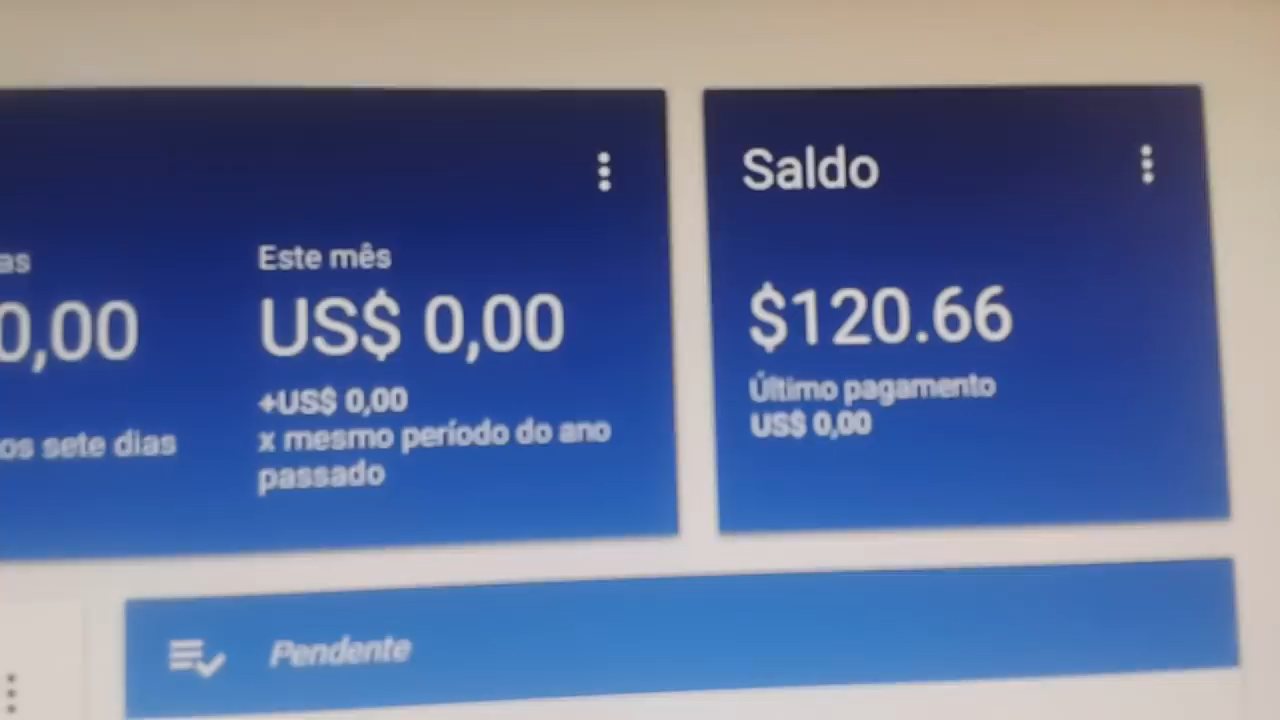 Saldo
as
Este mês
0,00
US$ 0,00
$120.66
+US$ 0,00
Último pagamento
US$ 0,00
os sete dias
x mesmo período do ano
passado
Pendente